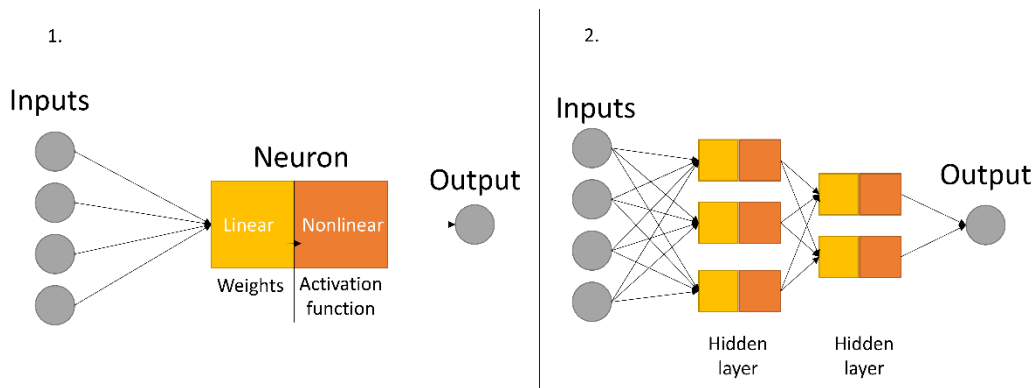 1.
Inputs
Neuron
Output
Linear
Nonlinear
Weights
Activation
function
2.
Inputs
Output
Hidden
layer
Hidden
layer